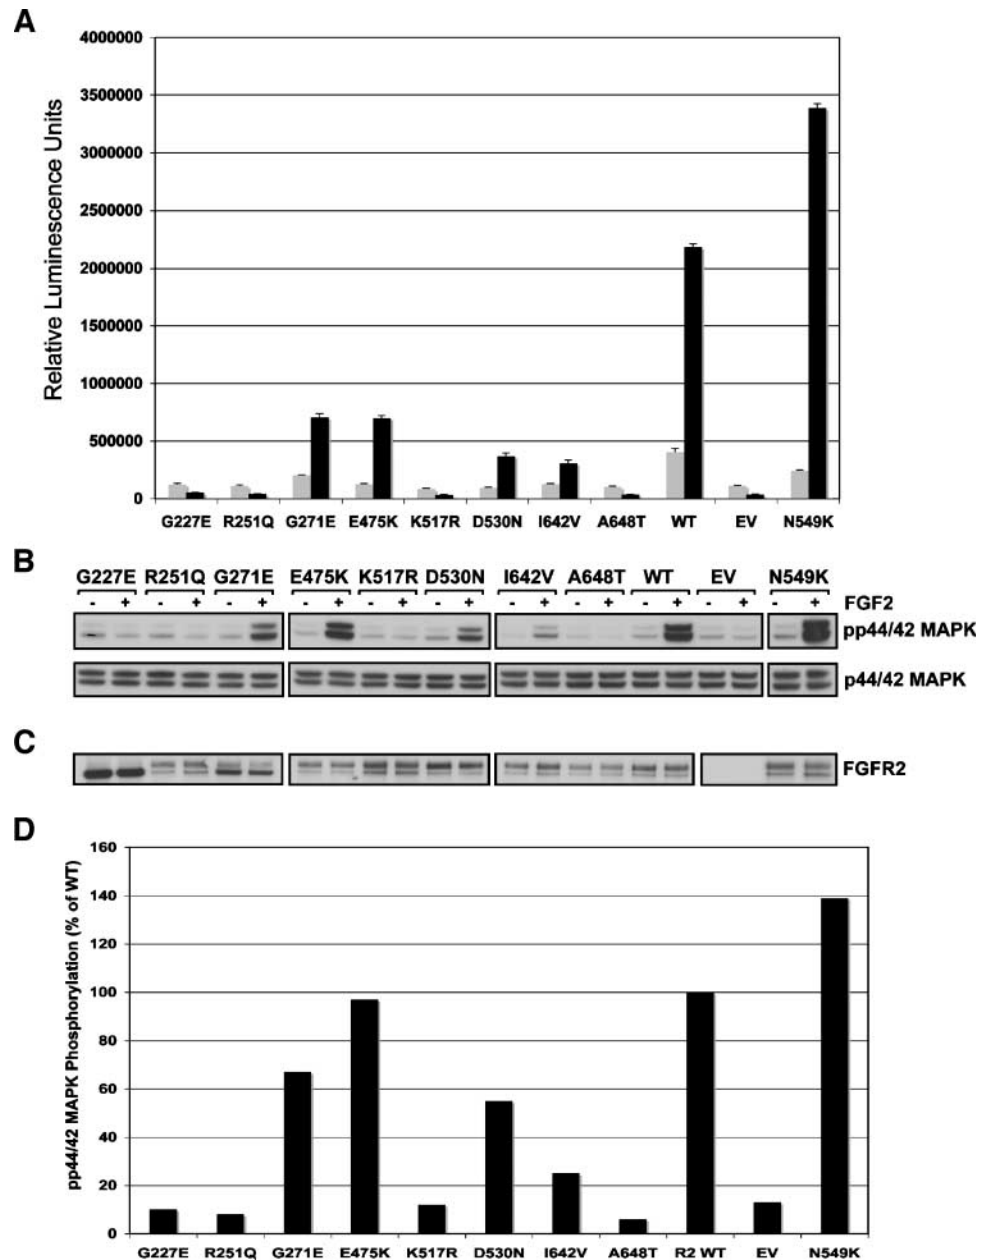 A
Relative Luminescence Units
4000000
3500000
3000000
2500000
2000000
1500000
1000000
500000
0
G227E R251Q G271E E475K K517R D530N I642V A648T WT EV N549K
B
G227E R251Q G271E E475K K517R D530N I642V A648T WT EV N549K
- + - + - + - + - + - + - + - + - + - + - + FGF2
pp44/42 MAPK
p44/42 MAPK
C
FGFR2
D
pp44/42 MAPK Phosphorylation (% of WT)
160
140
120
100
80
60
40
20
0
G227E R251Q G271E E475K K517R D530N I642V A648T R2 WT EV N549K